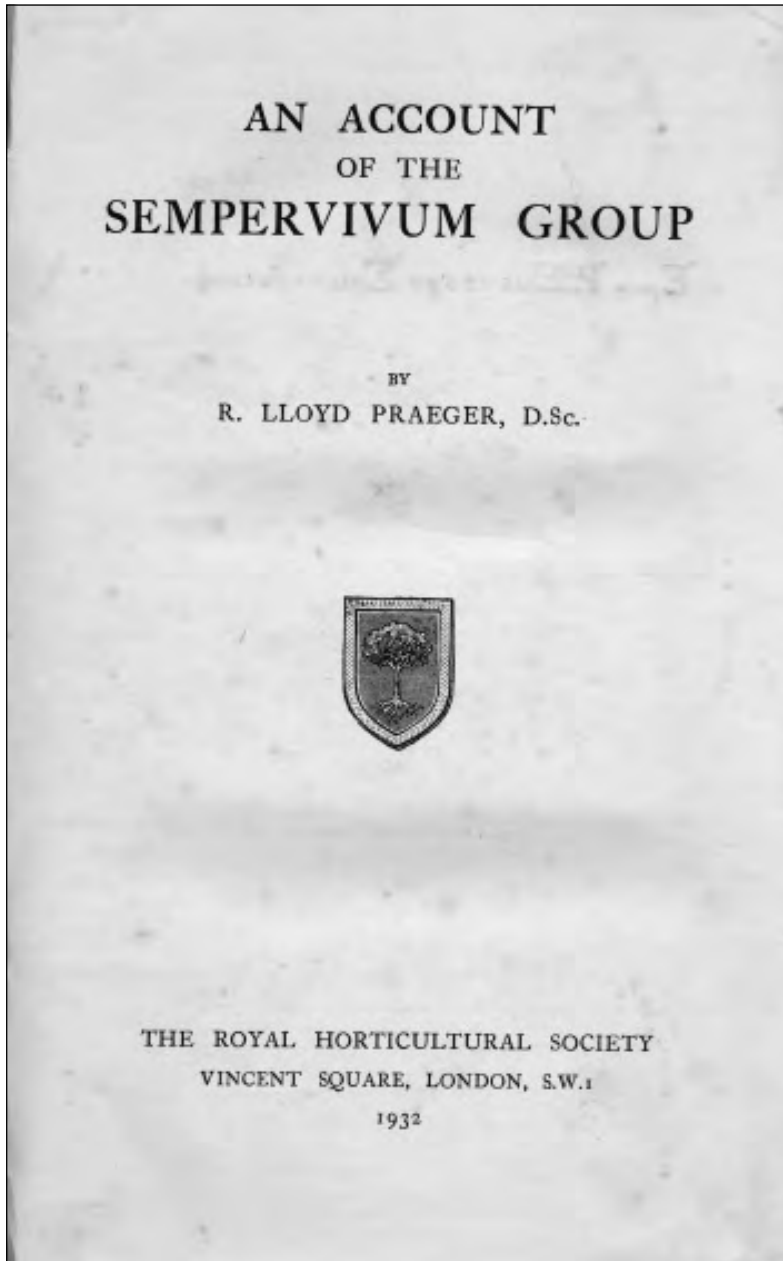 AN ACCOUNT
OF THE
SEMPERVIVUM GROUP
BY
R. LLOYD PRAEGER, D.Sc.
THE ROYAL HORTICULTURAL SOCIETY
VINCENT SQUARE, LONDON, S.W.1
1932